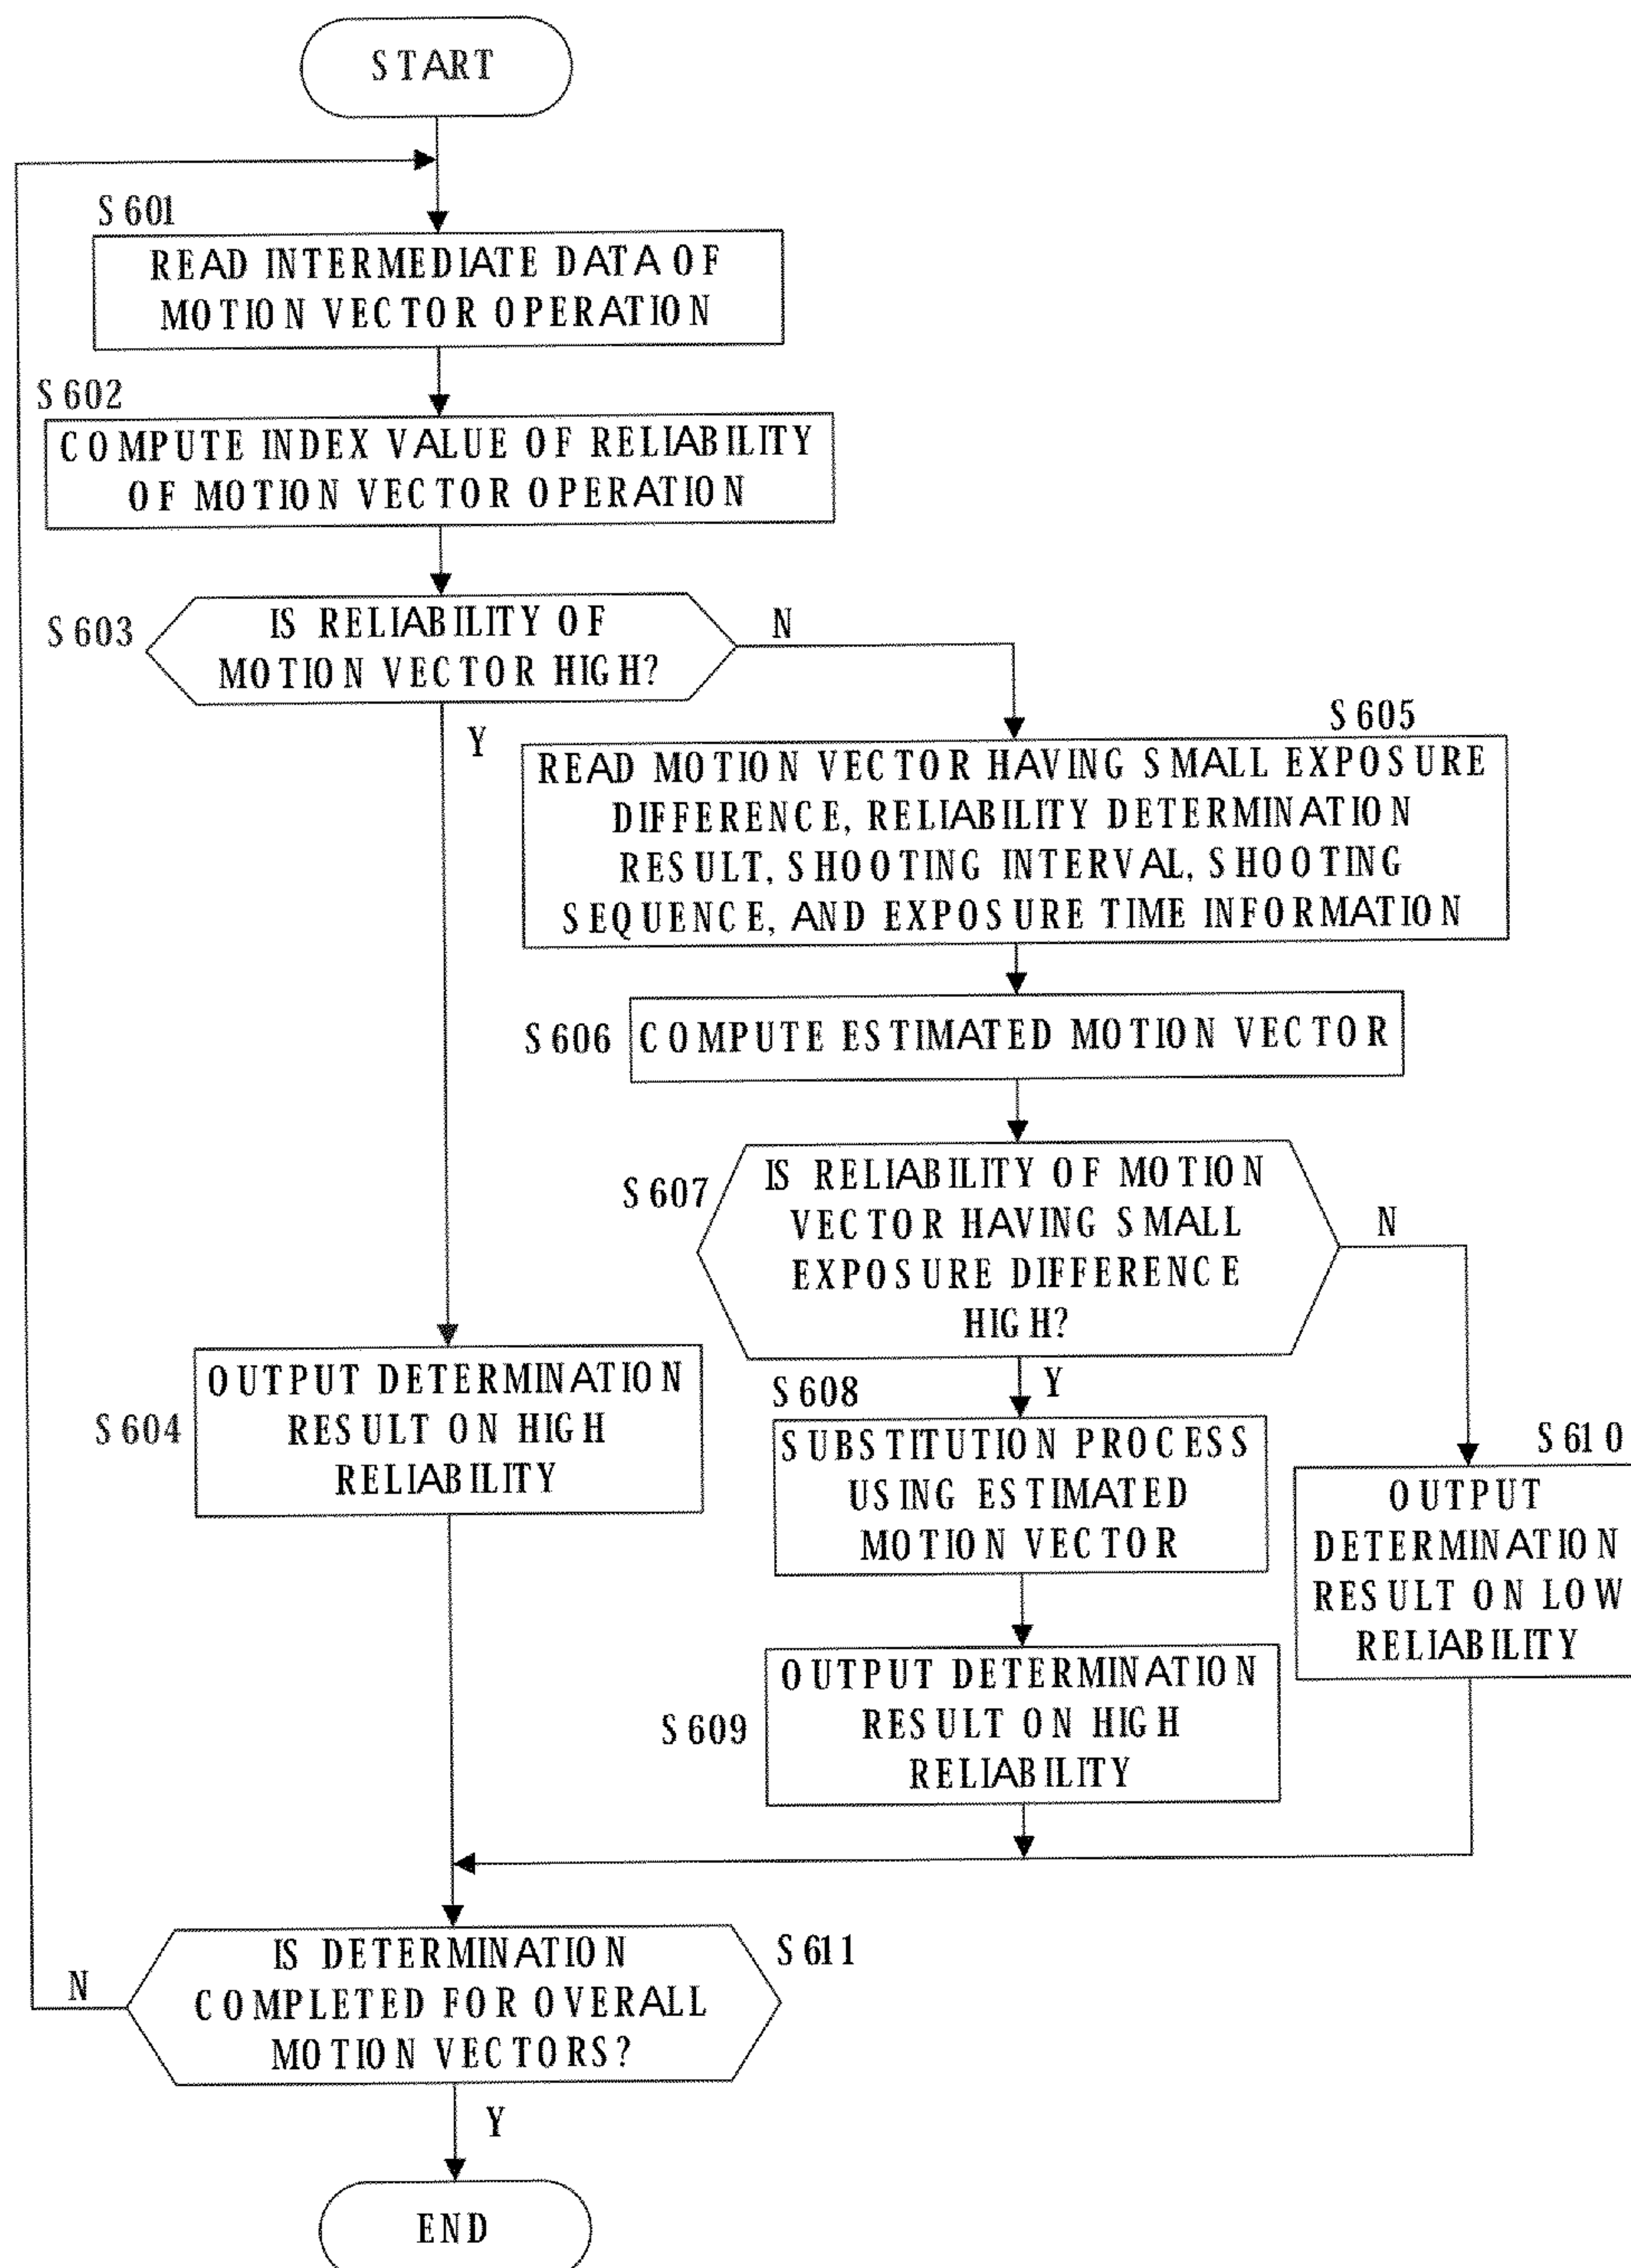 START
S601
READ INTERMEDIATE DATA OF
MOTION VECTOR OPERATION
S602
COMPUTE INDEX VALUE OF RELIABILITY
OF MOTION VECTOR OPERATION
S603
IS RELIABILITY OF
MOTION VECTOR HIGH?
N
Y
S605
READ MOTION VECTOR HAVING SMALL EXPOSURE
DIFFERENCE, RELIABILITY DETERMINATION
RESULT, SHOOTING INTERVAL, SHOOTING
SEQUENCE, AND EXPOSURE TIME INFORMATION
S606
COMPUTE ESTIMATED MOTION VECTOR
S607
IS RELIABILITY OF MOTION
VECTOR HAVING SMALL
EXPOSURE DIFFERENCE
HIGH?
N
Y
S604
OUTPUT DETERMINATION
RESULT ON HIGH
RELIABILITY
S608
SUBSTITUTION PROCESS
USING ESTIMATED
MOTION VECTOR
S610
OUTPUT
DETERMINATION
RESULT ON LOW
RELIABILITY
S609
OUTPUT DETERMINATION
RESULT ON HIGH
RELIABILITY
S611
IS DETERMINATION
COMPLETED FOR OVERALL
MOTION VECTORS?
N
Y
END